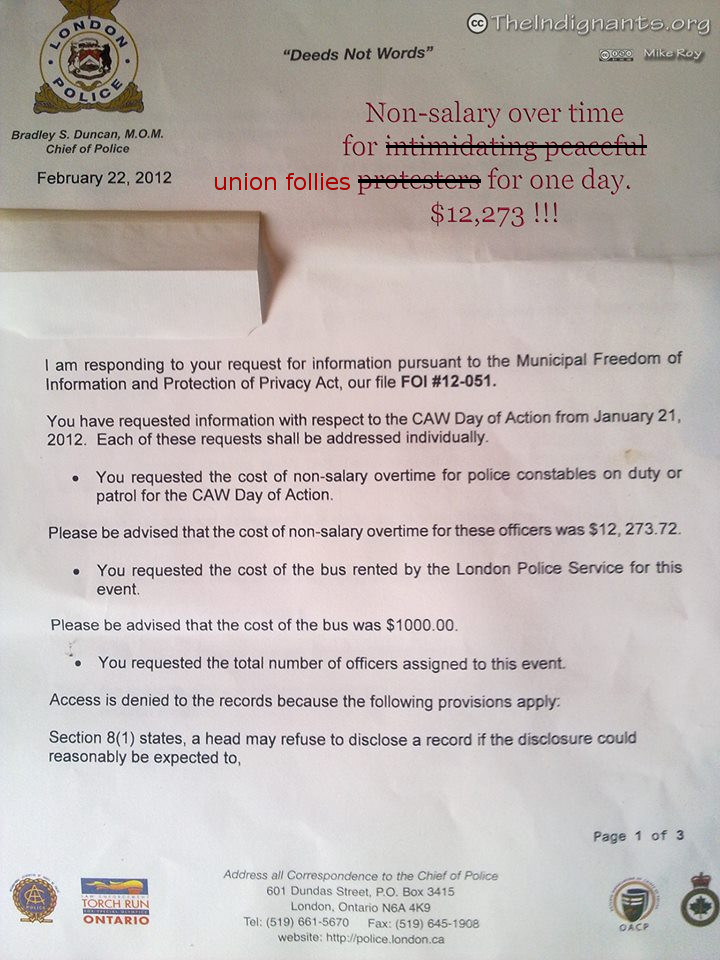 LONDON
POLICE
"Deeds Not Words"
cc TheIndignants.org
Mike Roy
Bradley S. Duncan, M.O.M.
Chief of Police
February 22, 2012
Non-salary over time
for intimidating peaceful
union follies protesters for one day.
$12,273 !!!
I am responding to your request for information pursuant to the Municipal Freedom of
Information and Protection of Privacy Act, our file FOI #12-051.
You have requested information with respect to the CAW Day of Action from January 21,
2012. Each of these requests shall be addressed individually.
• You requested the cost of non-salary overtime for police constables on duty or
patrol for the CAW Day of Action.
Please be advised that the cost of non-salary overtime for these officers was $12, 273.72.
• You requested the cost of the bus rented by the London Police Service for this
event.
Please be advised that the cost of the bus was $1000.00.
• You requested the total number of officers assigned to this event.
Access is denied to the records because the following provisions apply:
Section 8(1) states, a head may refuse to disclose a record if the disclosure could
reasonably be expected to,
Page 1 of 3
Address all Correspondence to the Chief of Police
601 Dundas Street, P.O. Box 3415
London, Ontario N6A 4K9
Tel: (519) 661-5670 Fax: (519) 645-1908
website: http://police.london.ca
POLICE
LAW ENFORCEMENT
TORCH RUN
FOR SPECIAL OLYMPICS
ONTARIO
OACP